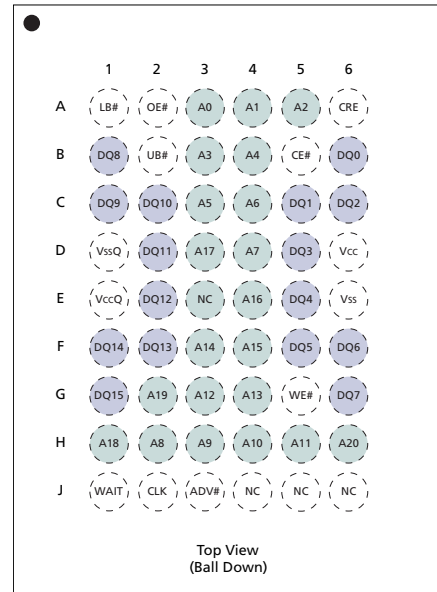 1 2 3 4 5 6
A LB# OE# A0 A1 A2 CRE
B DQ8 UB# A3 A4 CE# DQ0
C DQ9 DQ10 A5 A6 DQ1 DQ2
D VssQ DQ11 A17 A7 DQ3 Vcc
E VccQ DQ12 NC A16 DQ4 Vss
F DQ14 DQ13 A14 A15 DQ5 DQ6
G DQ15 A19 A12 A13 WE# DQ7
H A18 A8 A9 A10 A11 A20
J WAIT CLK ADV# NC NC NC
Top View
(Ball Down)